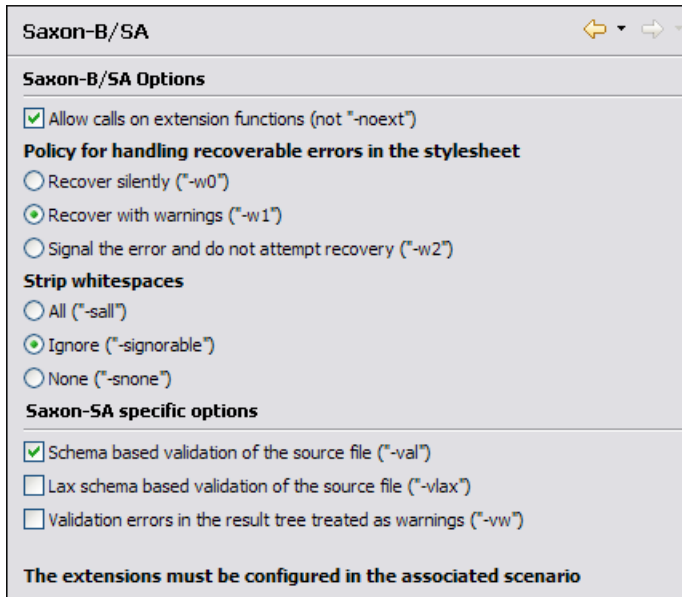 Saxon-B/SA
Saxon-B/SA Options
Allow calls on extension functions (not "-noext")
Policy for handling recoverable errors in the stylesheet
Recover silently ("-w0")
Recover with warnings ("-w1")
Signal the error and do not attempt recovery ("-w2")
Strip whitespaces
All ("-sall")
Ignore ("-signorable")
None ("-snone")
Saxon-SA specific options
Schema based validation of the source file ("-val")
Lax schema based validation of the source file ("-vlax")
Validation errors in the result tree treated as warnings ("-vw")
The extensions must be configured in the associated scenario